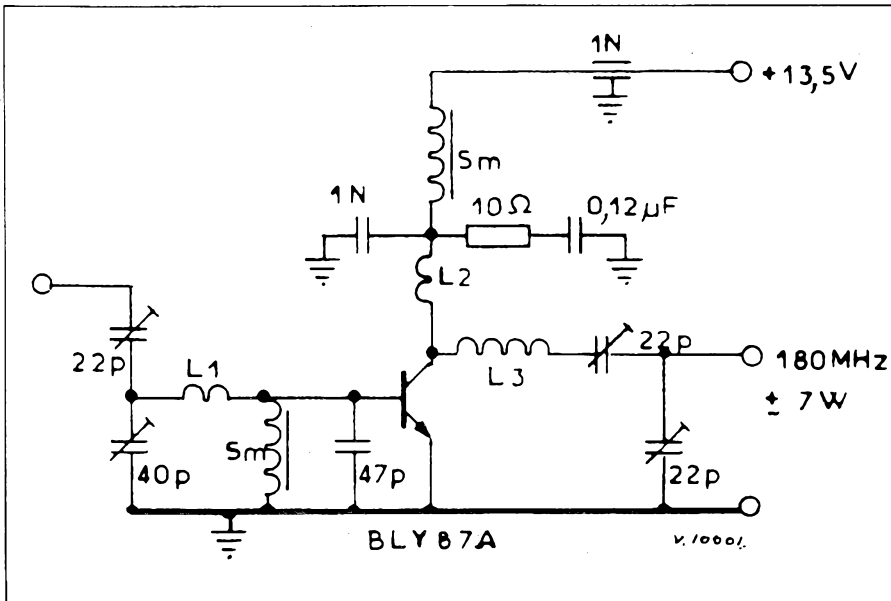 1N
+13,5V
5m
1N
10Ω
0,12µF
L2
22p
L1
22p
L3
180MHz
± 7W
40p
5m
47p
22p
BLY87A
v.10001.